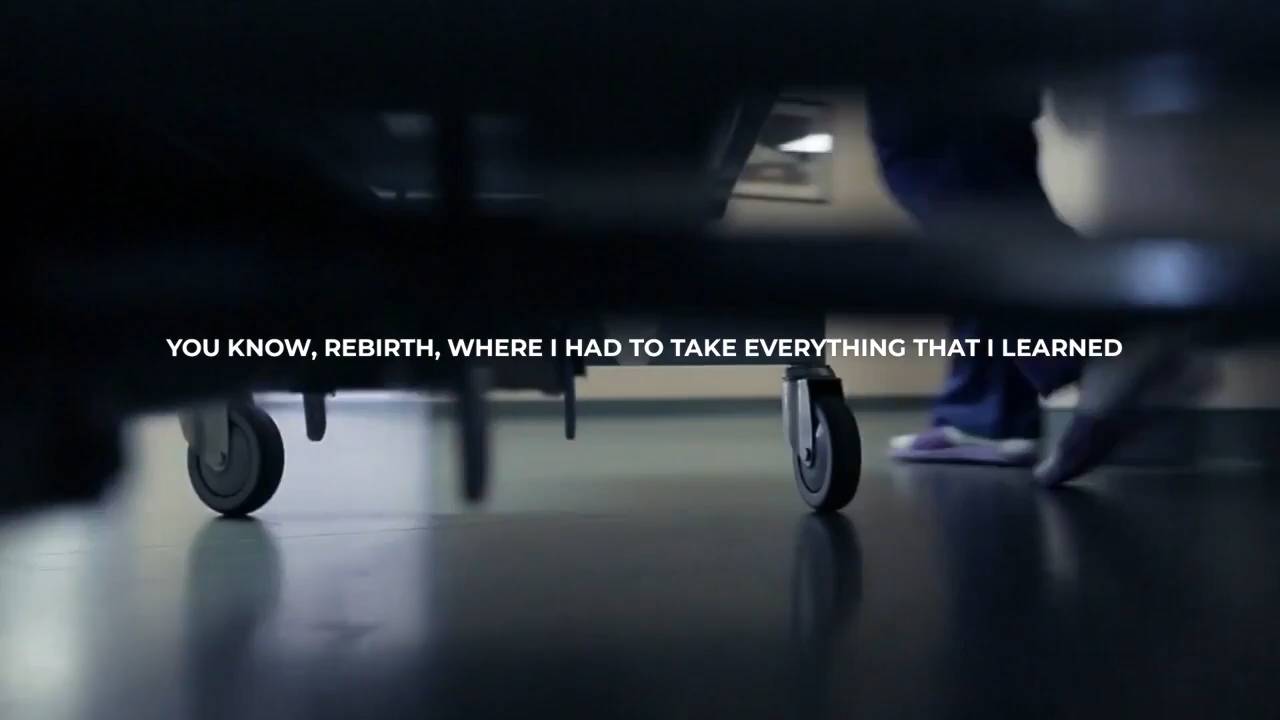 YOU KNOW, REBIRTH, WHERE I HAD TO TAKE EVERYTHING THAT I LEARNED